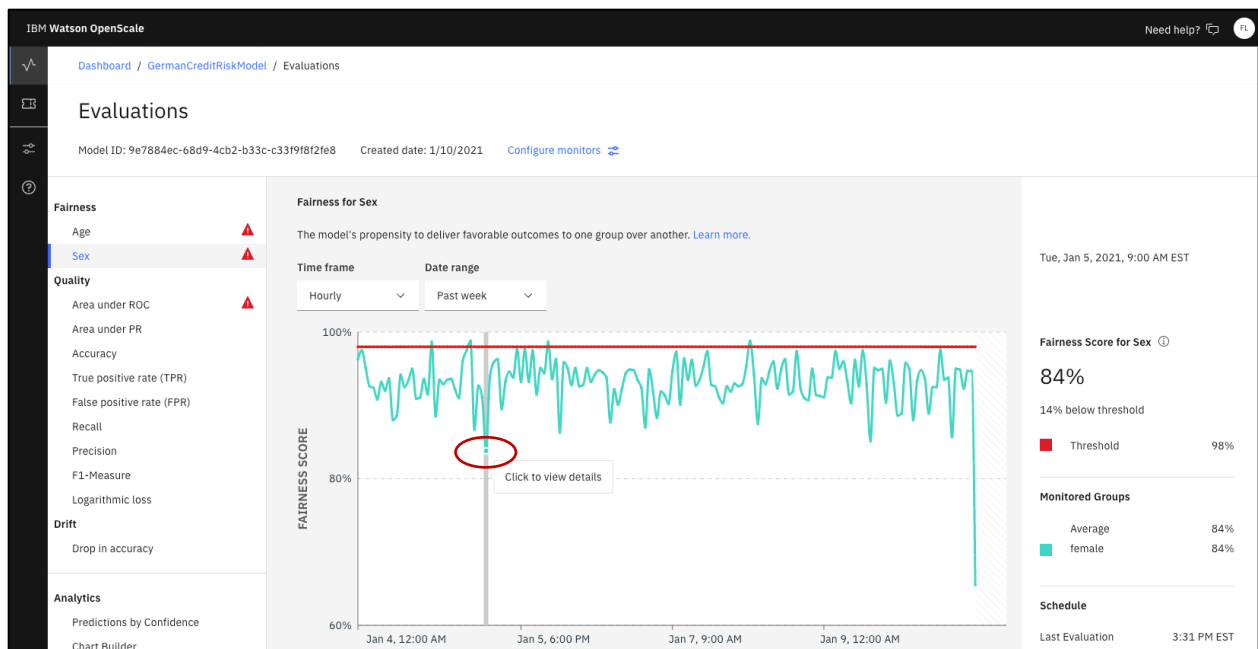 IBM Watson OpenScale
Need help?
FL
Dashboard / GermanCreditRiskModel / Evaluations
Evaluations
Model ID: 9e7884ec-68d9-4cb2-b33c-c33f9f8f2fe8 Created date: 1/10/2021 Configure monitors
Fairness
Age
Sex
Quality
Area under ROC
Area under PR
Accuracy
True positive rate (TPR)
False positive rate (FPR)
Recall
Precision
F1-Measure
Logarithmic loss
Drift
Drop in accuracy
Analytics
Predictions by Confidence
Chart Builder
Fairness for Sex
The model's propensity to deliver favorable outcomes to one group over another. Learn more.
Time frame Date range
Hourly Past week
100%
80%
60%
FAIRNESS SCORE
Click to view details
Jan 4, 12:00 AM Jan 5, 6:00 PM Jan 7, 9:00 AM Jan 9, 12:00 AM
Tue, Jan 5, 2021, 9:00 AM EST
Fairness Score for Sex
84%
14% below threshold
Threshold 98%
Monitored Groups
Average 84%
female 84%
Schedule
Last Evaluation 3:31 PM EST